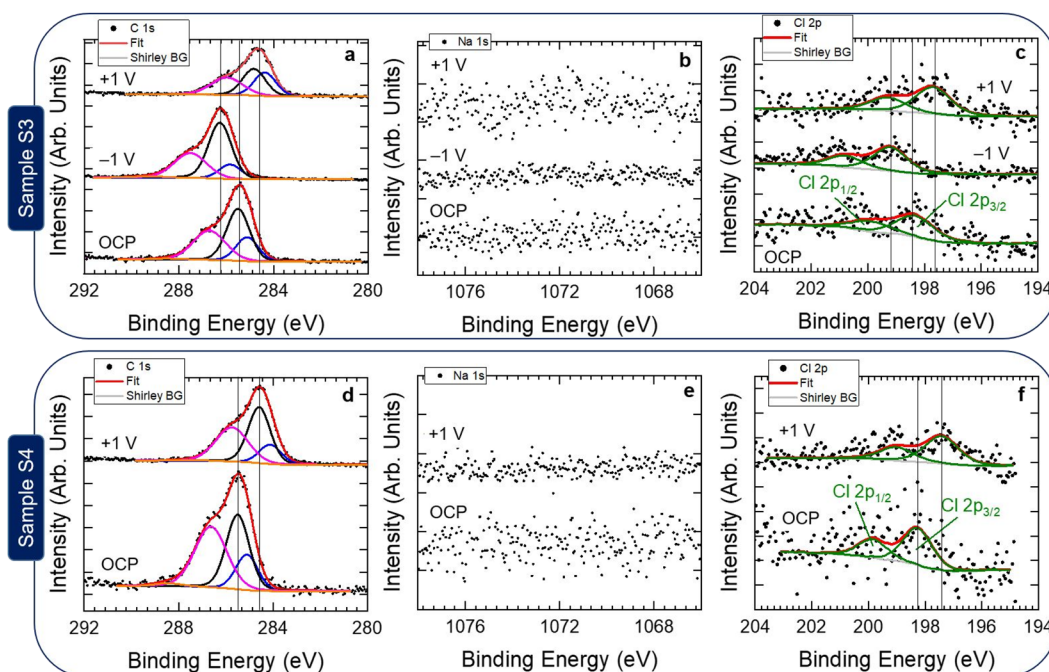 Sample S3
C 1s
Fit
Shirley BG
a
+1 V
−1 V
OCP
Intensity (Arb. Units)
292 288 284 280
Binding Energy (eV)
Na 1s
b
+1 V
−1 V
OCP
Intensity (Arb. Units)
1076 1072 1068
Binding Energy (eV)
Cl 2p
Fit
Shirley BG
c
+1 V
−1 V
Cl 2p1/2
Cl 2p3/2
OCP
Intensity (Arb. Units)
204 202 200 198 196 194
Binding Energy (eV)
Sample S4
C 1s
Fit
Shirley BG
d
+1 V
OCP
Intensity (Arb. Units)
292 288 284 280
Binding Energy (eV)
Na 1s
e
+1 V
OCP
Intensity (Arb. Units)
1076 1072 1068
Binding Energy (eV)
Cl 2p
Fit
Shirley BG
f
+1 V
Cl 2p1/2
Cl 2p3/2
OCP
Intensity (Arb. Units)
204 202 200 198 196 194
Binding Energy (eV)